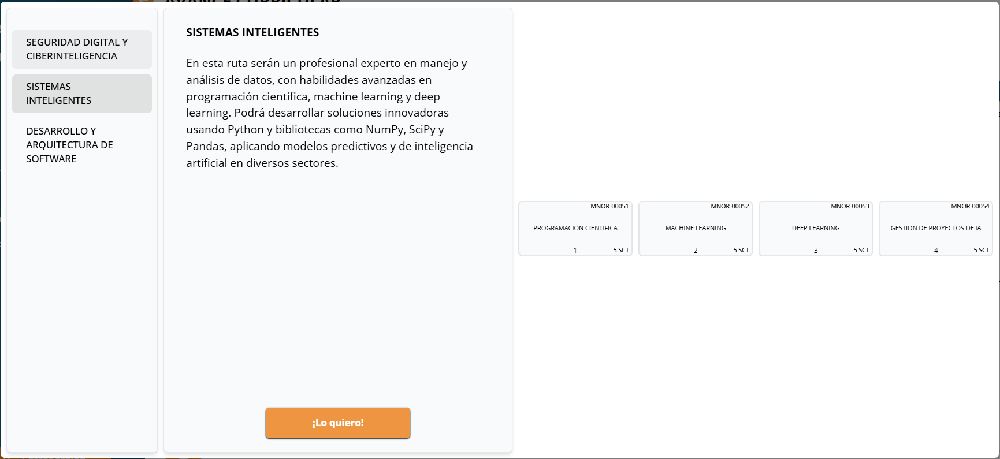 SEGURIDAD DIGITAL Y
CIBERINTELIGENCIA
SISTEMAS
INTELIGENTES
DESARROLLO Y
ARQUITECTURA DE
SOFTWARE
SISTEMAS INTELIGENTES
En esta ruta serán un profesional experto en manejo y
análisis de datos, con habilidades avanzadas en
programación científica, machine learning y deep
learning. Podrá desarrollar soluciones innovadoras
usando Python y bibliotecas como NumPy, SciPy y
Pandas, aplicando modelos predictivos y de inteligencia
artificial en diversos sectores.
¡Lo quiero!
MNOR-00051
PROGRAMACION CIENTIFICA
1 5 SCT
MNOR-00052
MACHINE LEARNING
2 5 SCT
MNOR-00053
DEEP LEARNING
3 5 SCT
MNOR-00054
GESTION DE PROYECTOS DE IA
4 5 SCT